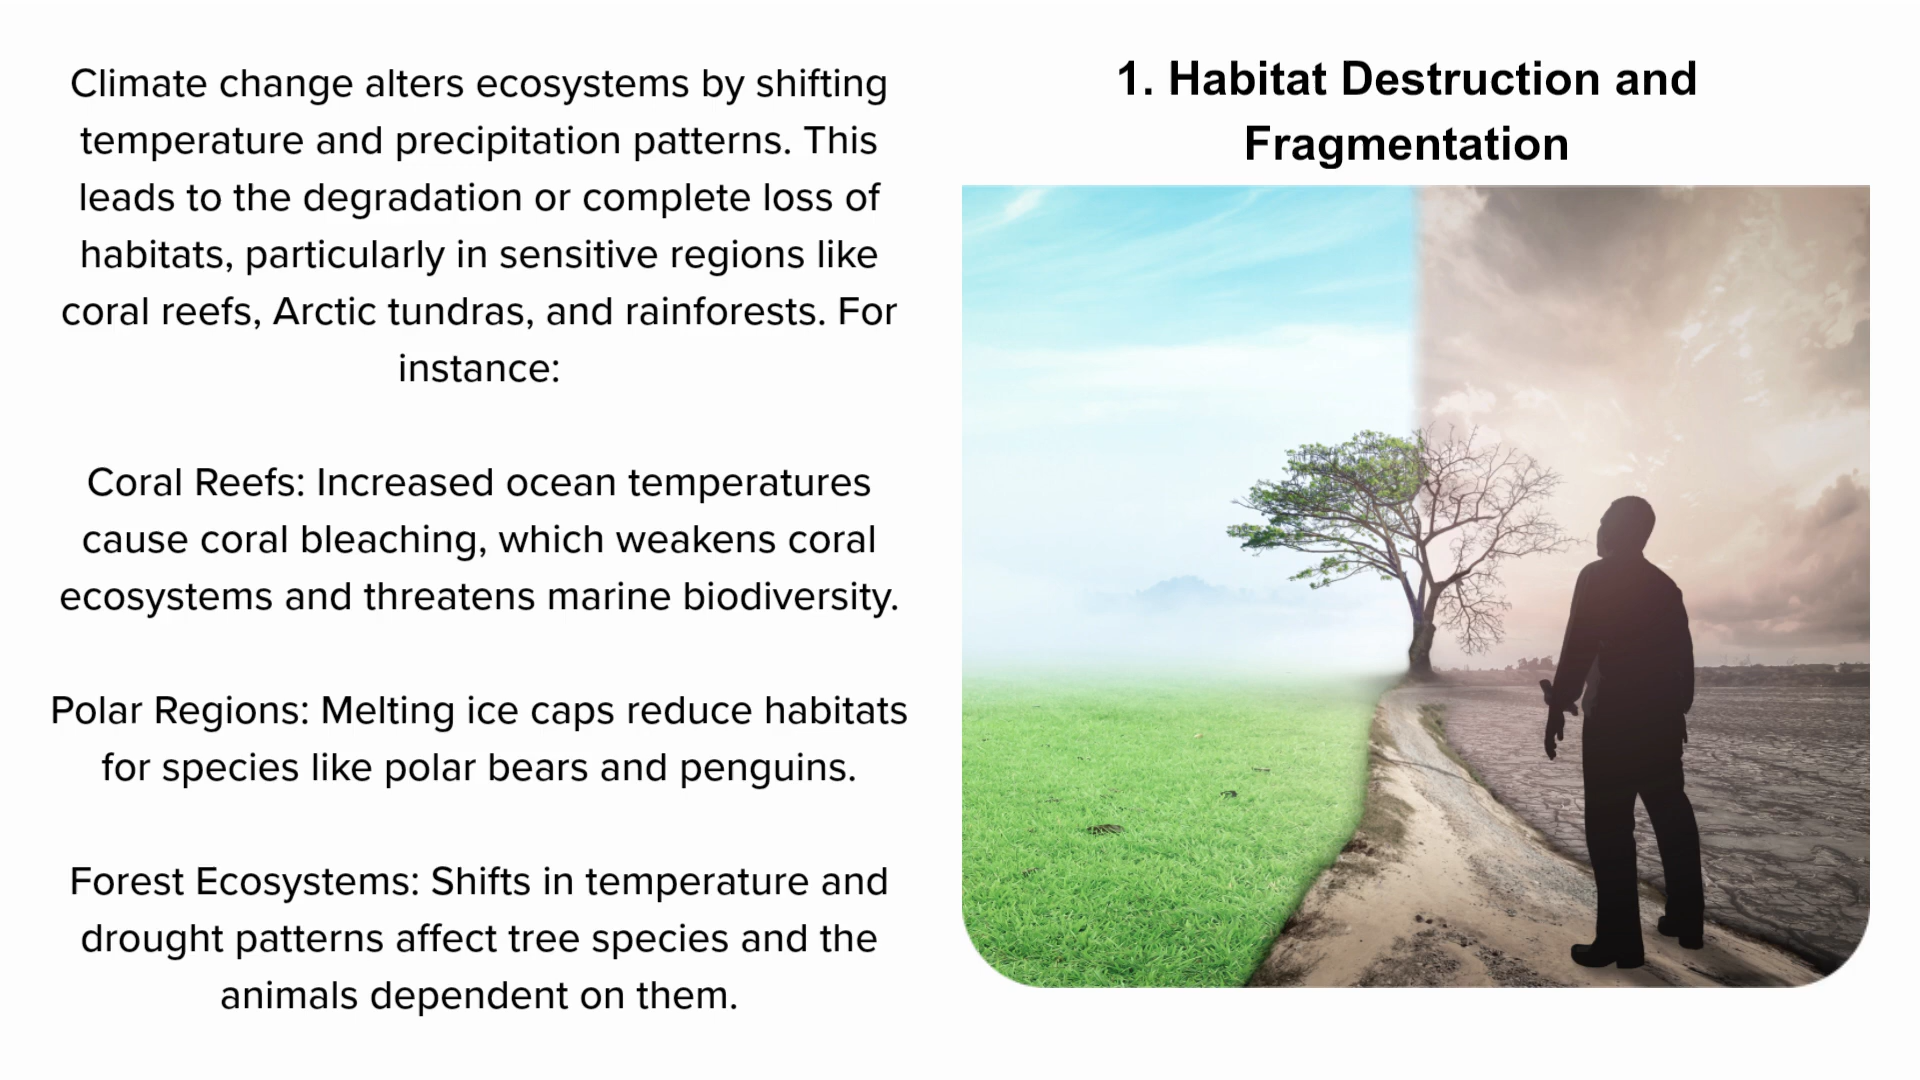 Climate change alters ecosystems by shifting
temperature and precipitation patterns. This
leads to the degradation or complete loss of
habitats, particularly in sensitive regions like
coral reefs, Arctic tundras, and rainforests. For
instance:
Coral Reefs: Increased ocean temperatures
cause coral bleaching, which weakens coral
ecosystems and threatens marine biodiversity.
Polar Regions: Melting ice caps reduce habitats
for species like polar bears and penguins.
Forest Ecosystems: Shifts in temperature and
drought patterns affect tree species and the
animals dependent on them.
1. Habitat Destruction and
Fragmentation